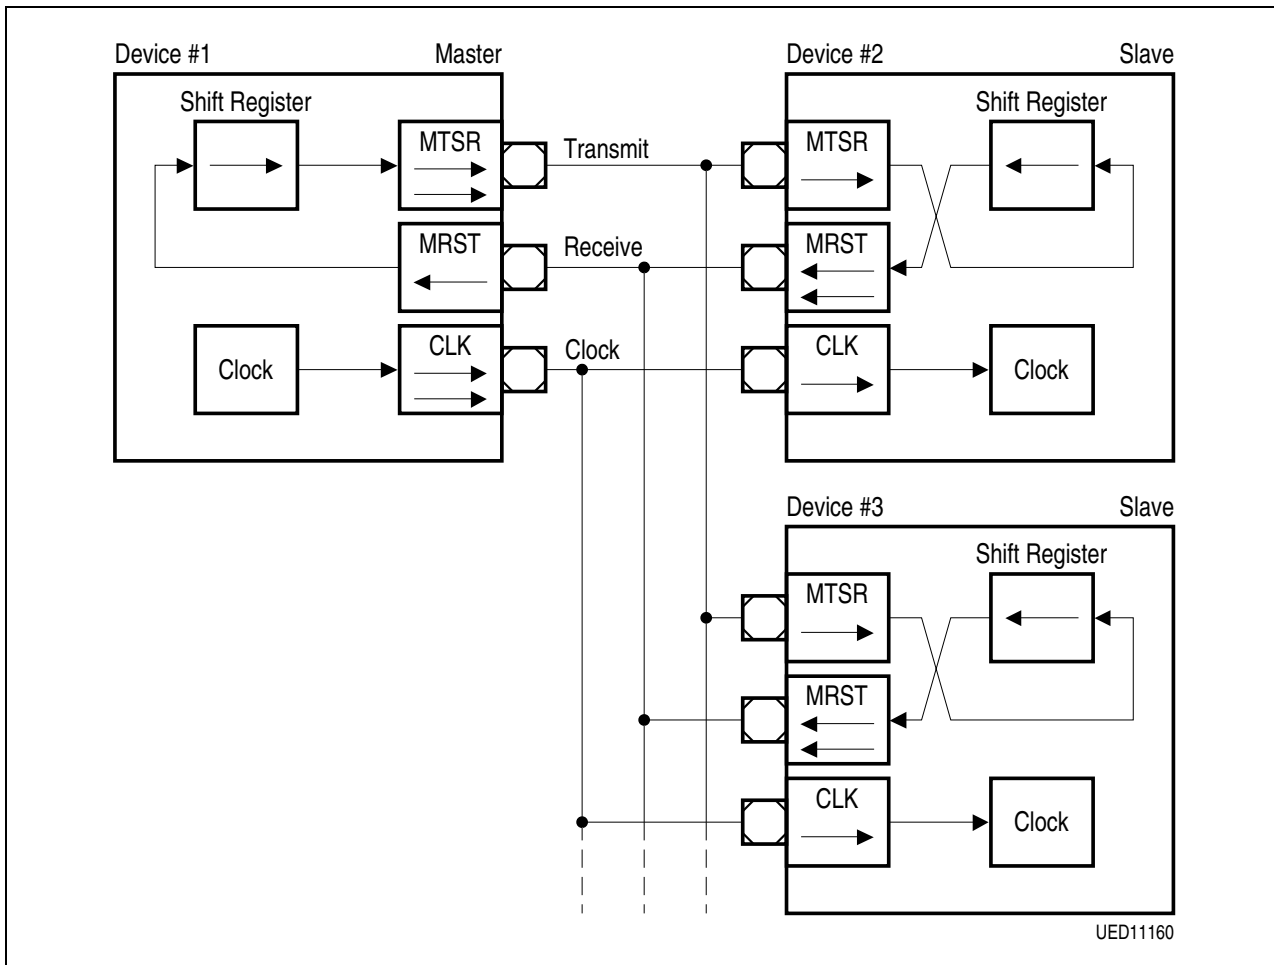 Device #1 Master
Shift Register
MTSR
MRST
Clock
CLK
Transmit
Receive
Clock
Device #2 Slave
MTSR
Shift Register
MRST
CLK
Clock
Device #3 Slave
Shift Register
MTSR
MRST
CLK
Clock
UED11160